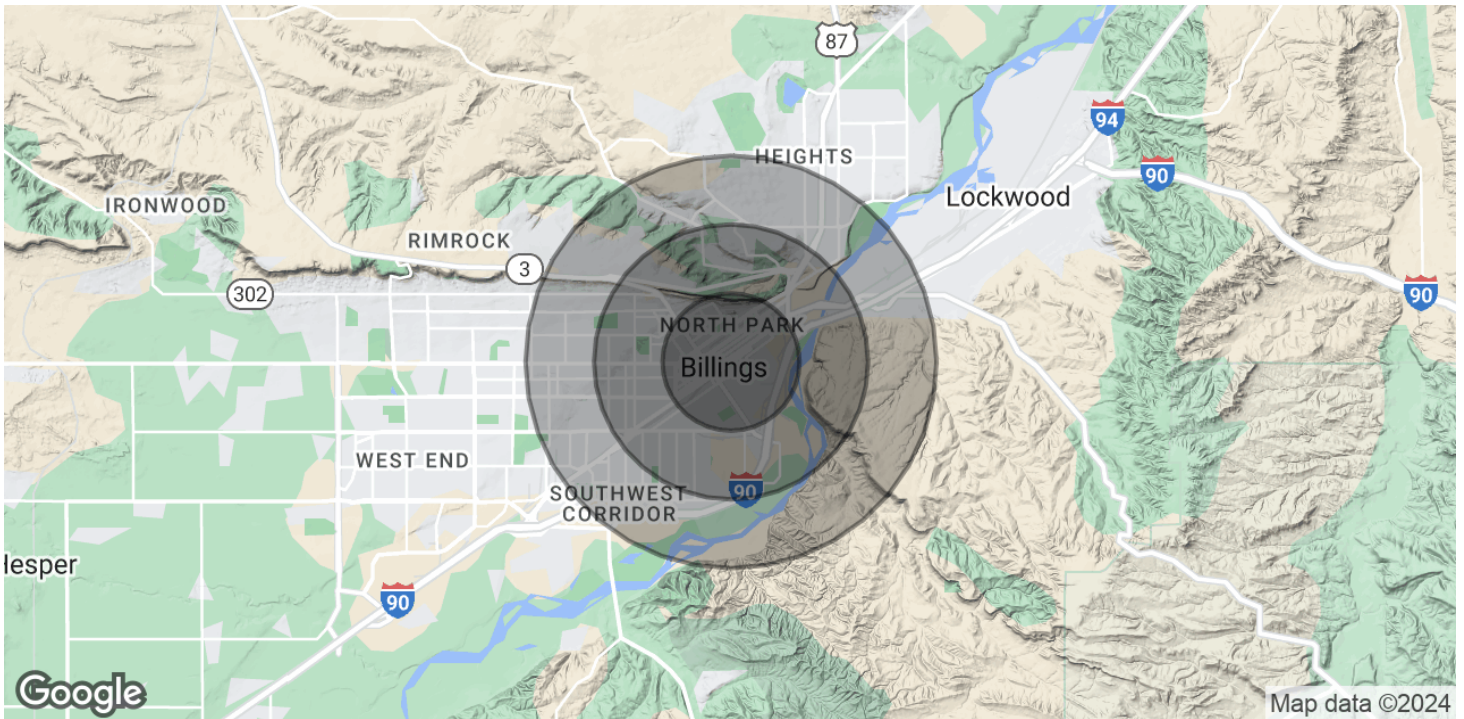 87
94
HEIGHTS
90
Lockwood
IRONWOOD
RIMROCK
3
302
90
NORTH PARK
Billings
WEST END
90
SOUTHWEST
CORRIDOR
90
Google
Map data ©2024